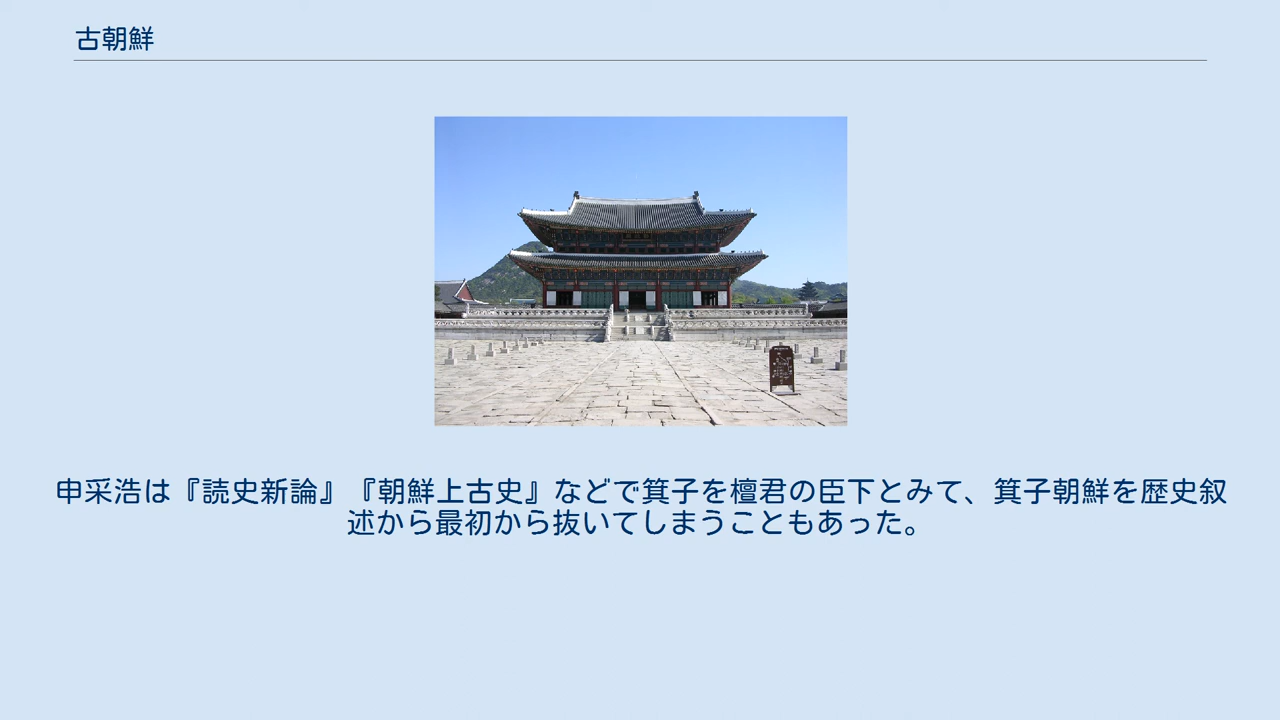 古朝鮮
申采浩は『読史新論』『朝鮮上古史』などで箕子を檀君の臣下とみて、箕子朝鮮を歴史叙
述から最初から抜いてしまうこともあった。